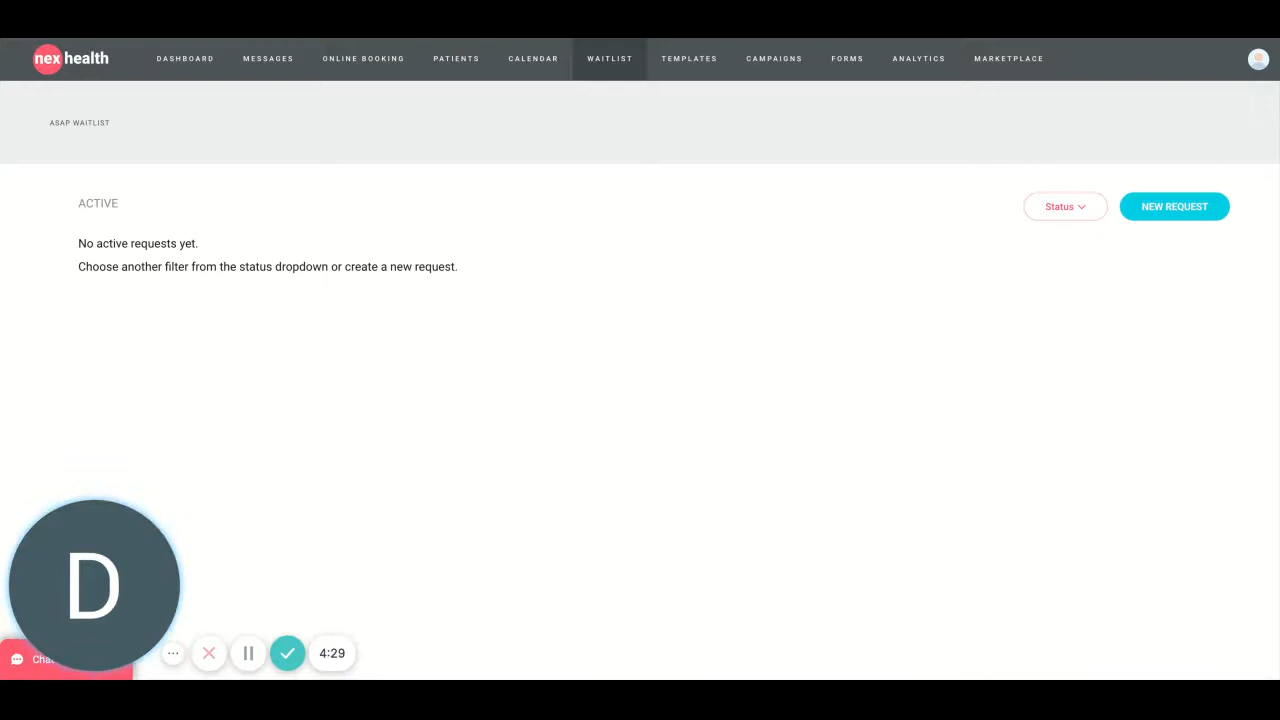 nex health DASHBOARD MESSAGES ONLINE BOOKING PATIENTS CALENDAR WAITLIST TEMPLATES CAMPAIGNS FORMS ANALYTICS MARKETPLACE
ASAP WAITLIST
ACTIVE
Status
NEW REQUEST
No active requests yet.
Choose another filter from the status dropdown or create a new request.
D
4:29